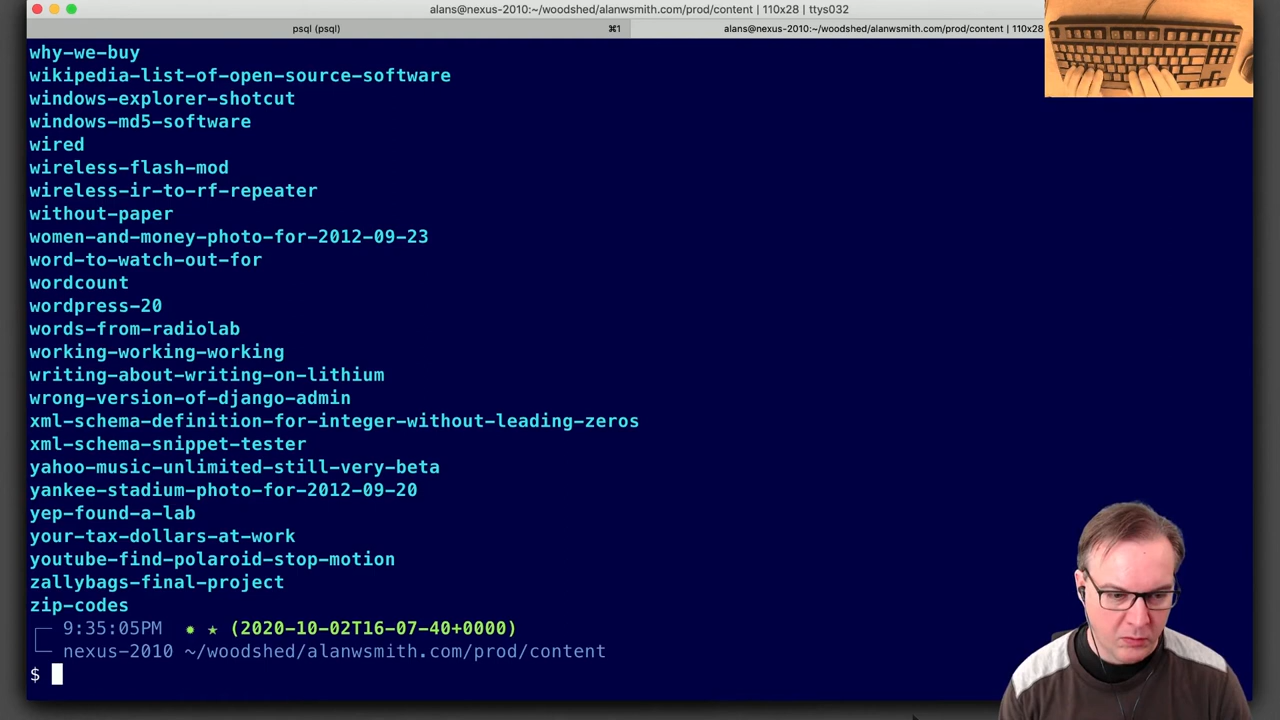 alans@nexus-2010:~/woodshed/alanwsmith.com/prod/content | 110x28 | ttys032
psql (psql) ⌘1 alans@nexus-2010:~/woodshed/alanwsmith.com/prod/content | 110x28
why-we-buy
wikipedia-list-of-open-source-software
windows-explorer-shotcut
windows-md5-software
wired
wireless-flash-mod
wireless-ir-to-rf-repeater
without-paper
women-and-money-photo-for-2012-09-23
word-to-watch-out-for
wordcount
wordpress-20
words-from-radiolab
working-working-working
writing-about-writing-on-lithium
wrong-version-of-django-admin
xml-schema-definition-for-integer-without-leading-zeros
xml-schema-snippet-tester
yahoo-music-unlimited-still-very-beta
yankee-stadium-photo-for-2012-09-20
yep-found-a-lab
your-tax-dollars-at-work
youtube-find-polaroid-stop-motion
zallybags-final-project
zip-codes
9:35:05PM ✹ ★ (2020-10-02T16-07-40+0000)
nexus-2010 ~/woodshed/alanwsmith.com/prod/content
$